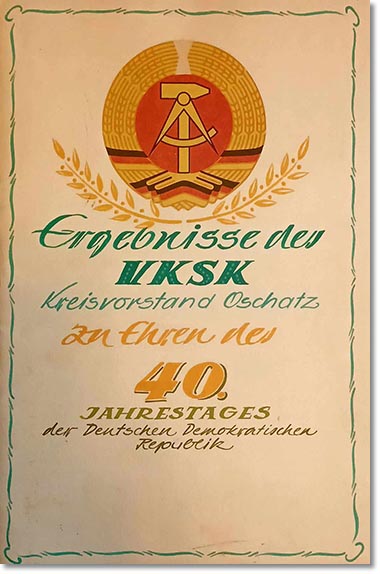 Ergebnisse des
VKSK
Kreisvorstand Oschatz
zu Ehren des
40.
JAHRESTAGES
der Deutschen Demokratischen
Republik